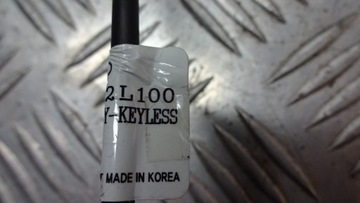 )
2L100
Y-KEYLESS
MADE IN KOREA